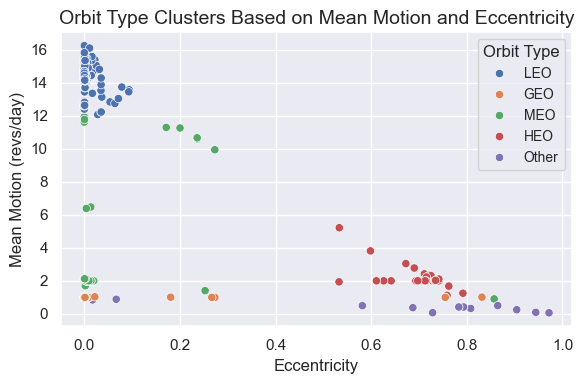 Orbit Type Clusters Based on Mean Motion and Eccentricity
Mean Motion (revs/day)
16
14
12
10
8
6
4
2
0
Orbit Type
LEO
GEO
MEO
HEO
Other
0.0 0.2 0.4 0.6 0.8 1.0
Eccentricity